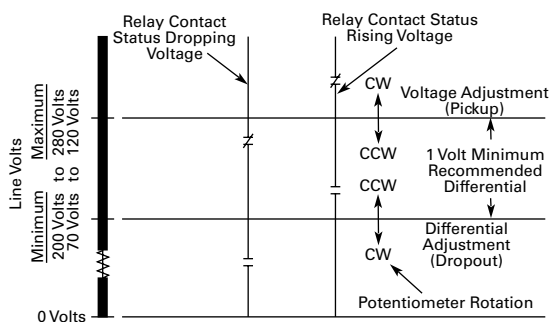 Relay Contact
Status Dropping
Voltage
Relay Contact Status
Rising Voltage
CW
Voltage Adjustment
(Pickup)
CCW
1 Volt Minimum
Recommended
Differential
CCW
Differential
Adjustment
(Dropout)
CW
Potentiometer Rotation
Line Volts
Minimum to Maximum
200 Volts to 280 Volts
70 Volts to 120 Volts
0 Volts